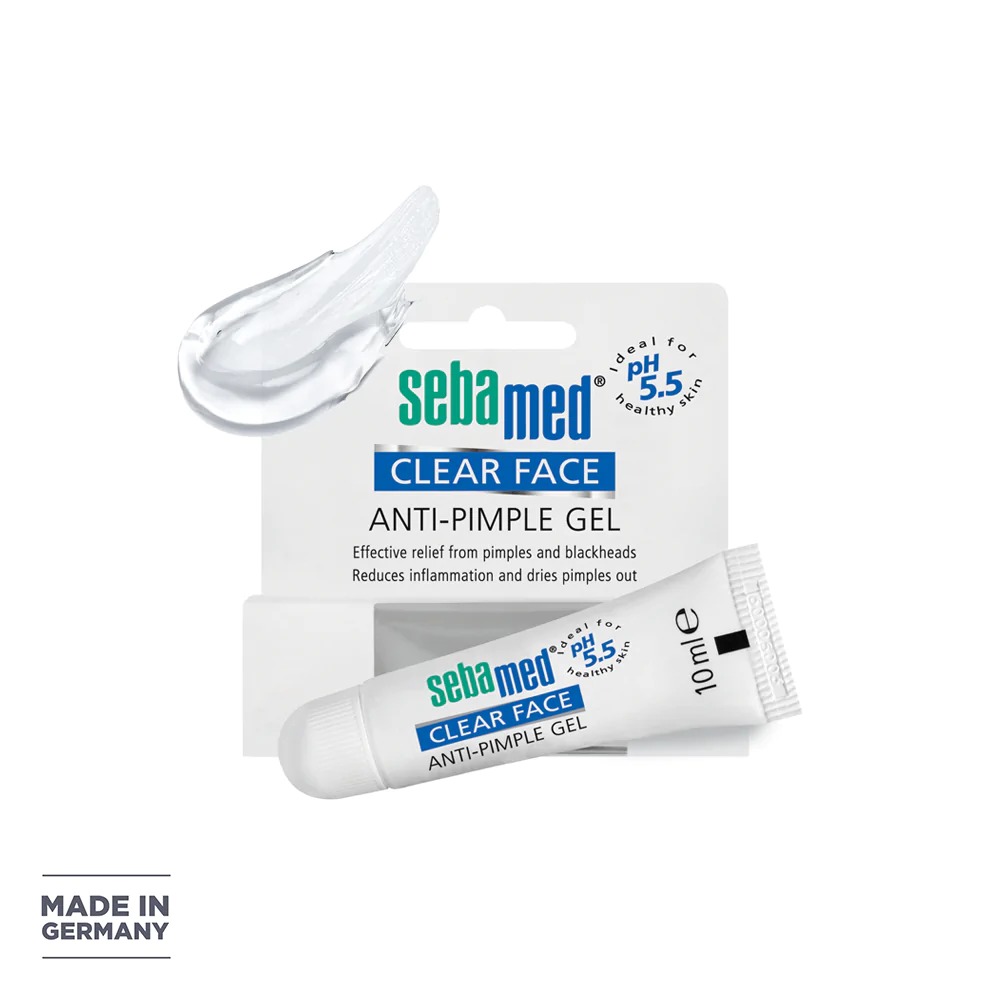 sebamed®
ideal for
pH
5.5
healthy skin
CLEAR FACE
ANTI-PIMPLE GEL
Effective relief from pimples and blackheads
Reduces inflammation and dries pimples out
sebamed®
ideal for
pH
5.5
healthy skin
CLEAR FACE
ANTI-PIMPLE GEL
10ml℮
MADE IN
GERMANY